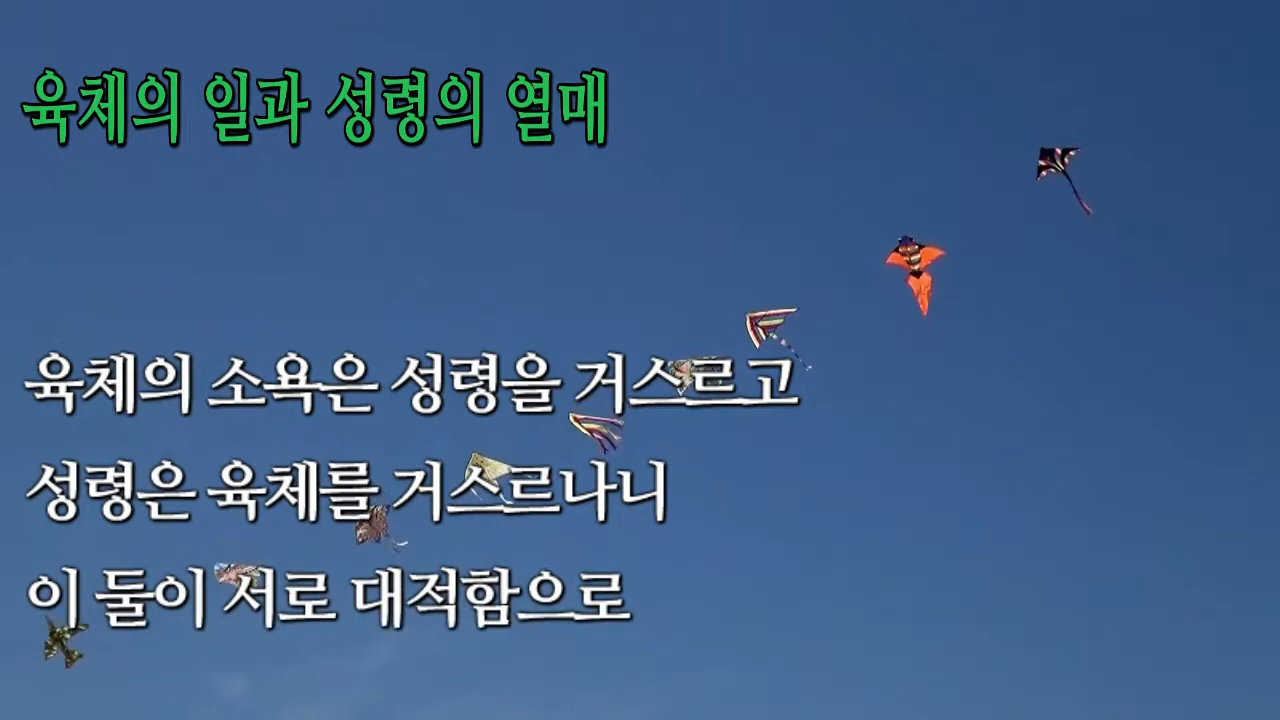 육체의 일과 성령의 열매
육체의 소욕은 성령을 거스르고
성령은 육체를 거스르나니
이 둘이 서로 대적함으로